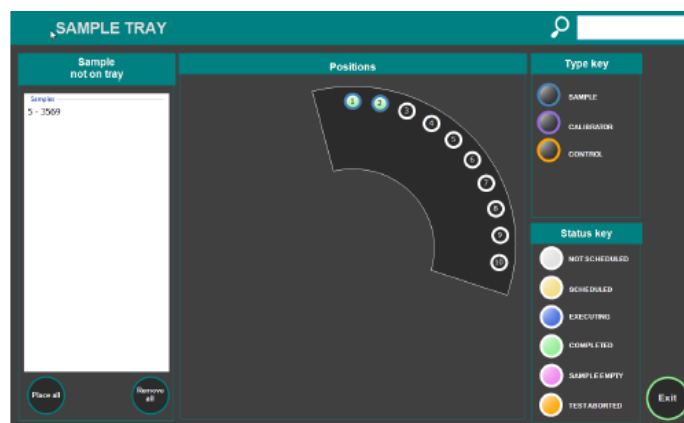 SAMPLE TRAY
Sample
not on tray
Samples
5 - 3569
Place all
Remove
all
Positions
1
2
3
4
5
6
7
8
9
10
Type key
SAMPLE
CALIBRATOR
CONTROL
Status key
NOT SCHEDULED
SCHEDULED
EXECUTING
COMPLETED
SAMPLE EMPTY
TEST ABORTED
Exit